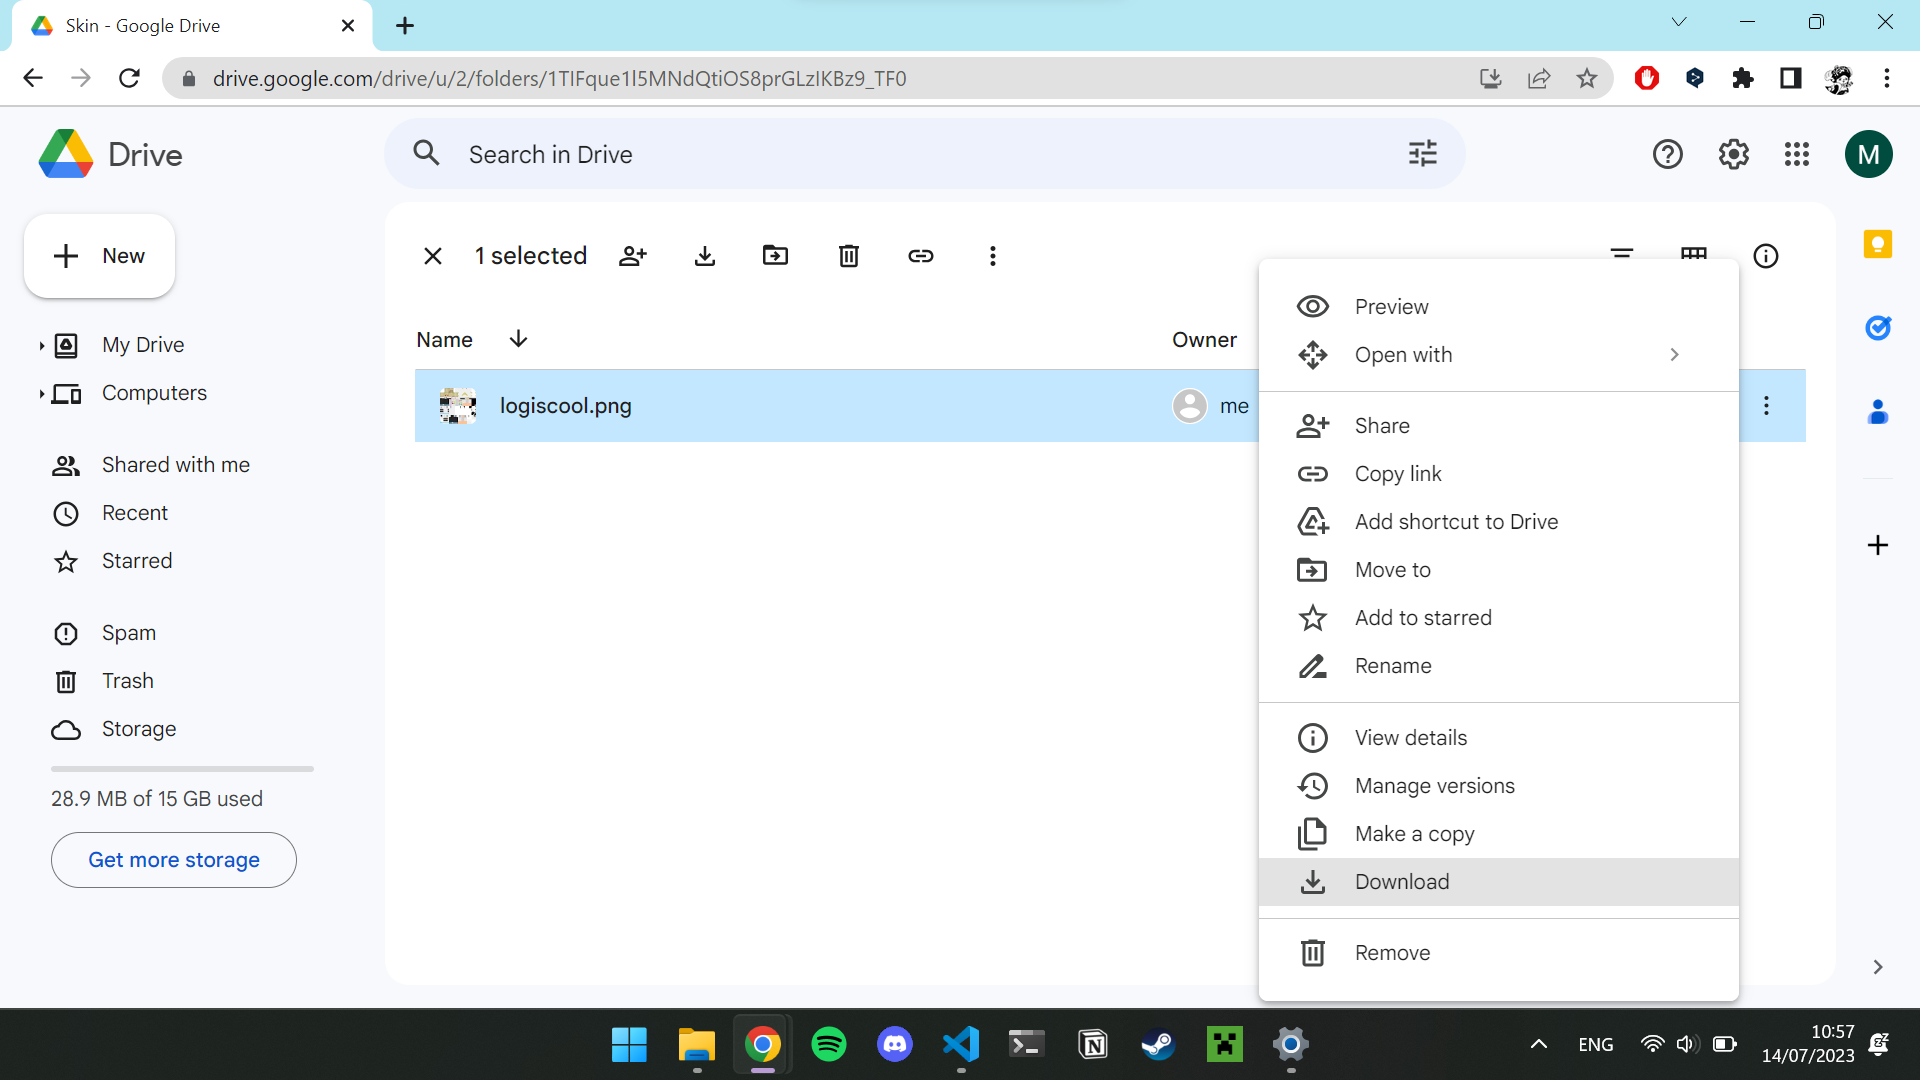 Skin - Google Drive
drive.google.com/drive/u/2/folders/1TlFque1l5MNdQtiOS8prGLzIKBz9_TF0
Drive
Search in Drive
M
New
1 selected
My Drive
Computers
Shared with me
Recent
Starred
Spam
Trash
Storage
28.9 MB of 15 GB used
Get more storage
Name
Owner
logiscool.png
me
Preview
Open with
Share
Copy link
Add shortcut to Drive
Move to
Add to starred
Rename
View details
Manage versions
Make a copy
Download
Remove
ENG
10:57
14/07/2023